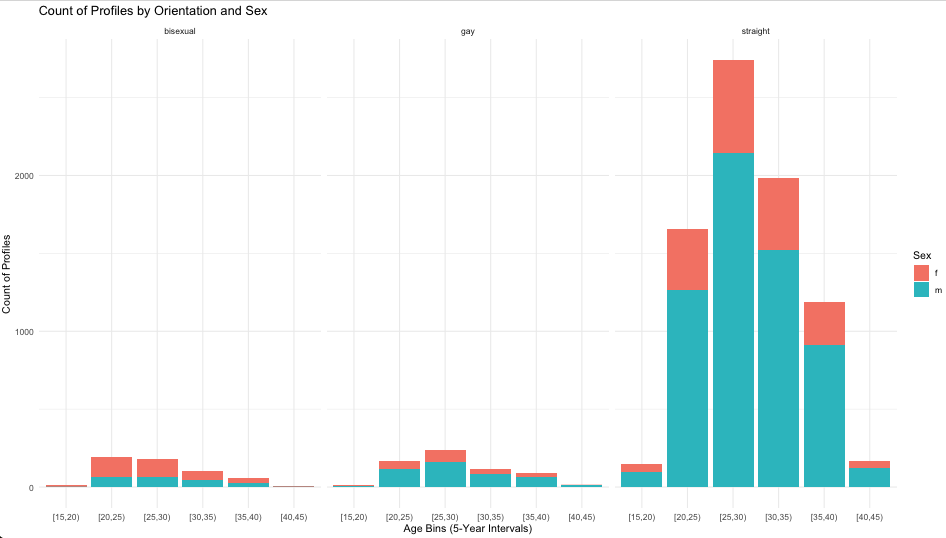 Count of Profiles by Orientation and Sex
bisexual gay straight
Count of Profiles
2000
1000
0
[15,20) [20,25) [25,30) [30,35) [35,40) [40,45) [15,20) [20,25) [25,30) [30,35) [35,40) [40,45) [15,20) [20,25) [25,30) [30,35) [35,40) [40,45)
Age Bins (5-Year Intervals)
Sex
f
m